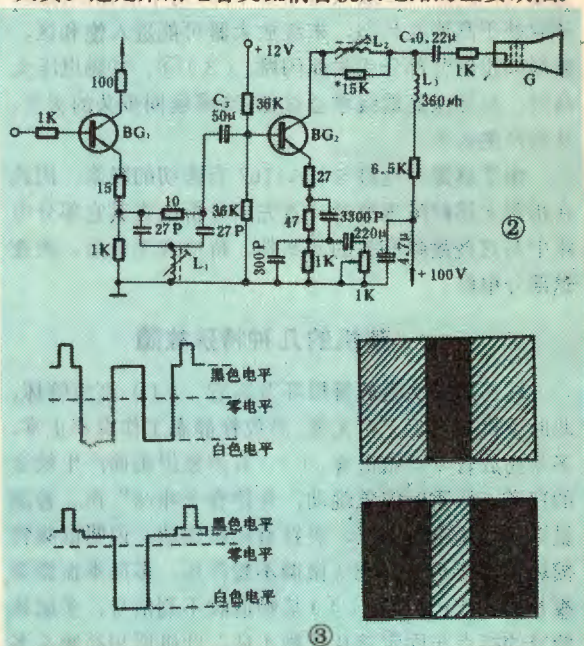 +12V
L₂
C₈0.22μ
100
*15K
1K
G
C₃
50μ
36K
L₃
360μh
1K
BG₁
BG₂
15
10
27
6.5K
②
27P
27P
36K
47
3300P
1K
L₁
300P
220μ
1K
4.7μ
1K
+100V
黑色电平
零电平
白色电平
黑色电平
零电平
白色电平
③